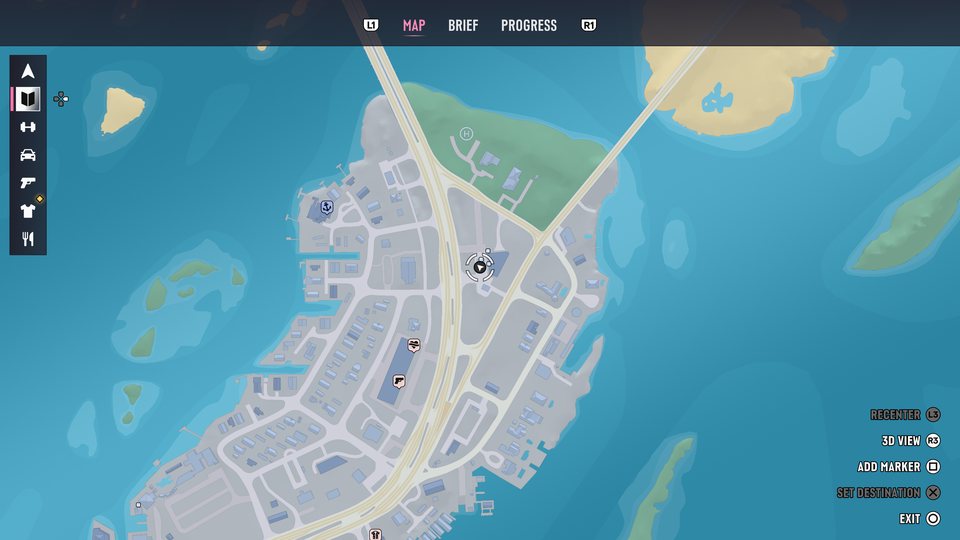 L1 MAP BRIEF PROGRESS R1
H
RECENTER L3
3D VIEW R3
ADD MARKER
SET DESTINATION
EXIT